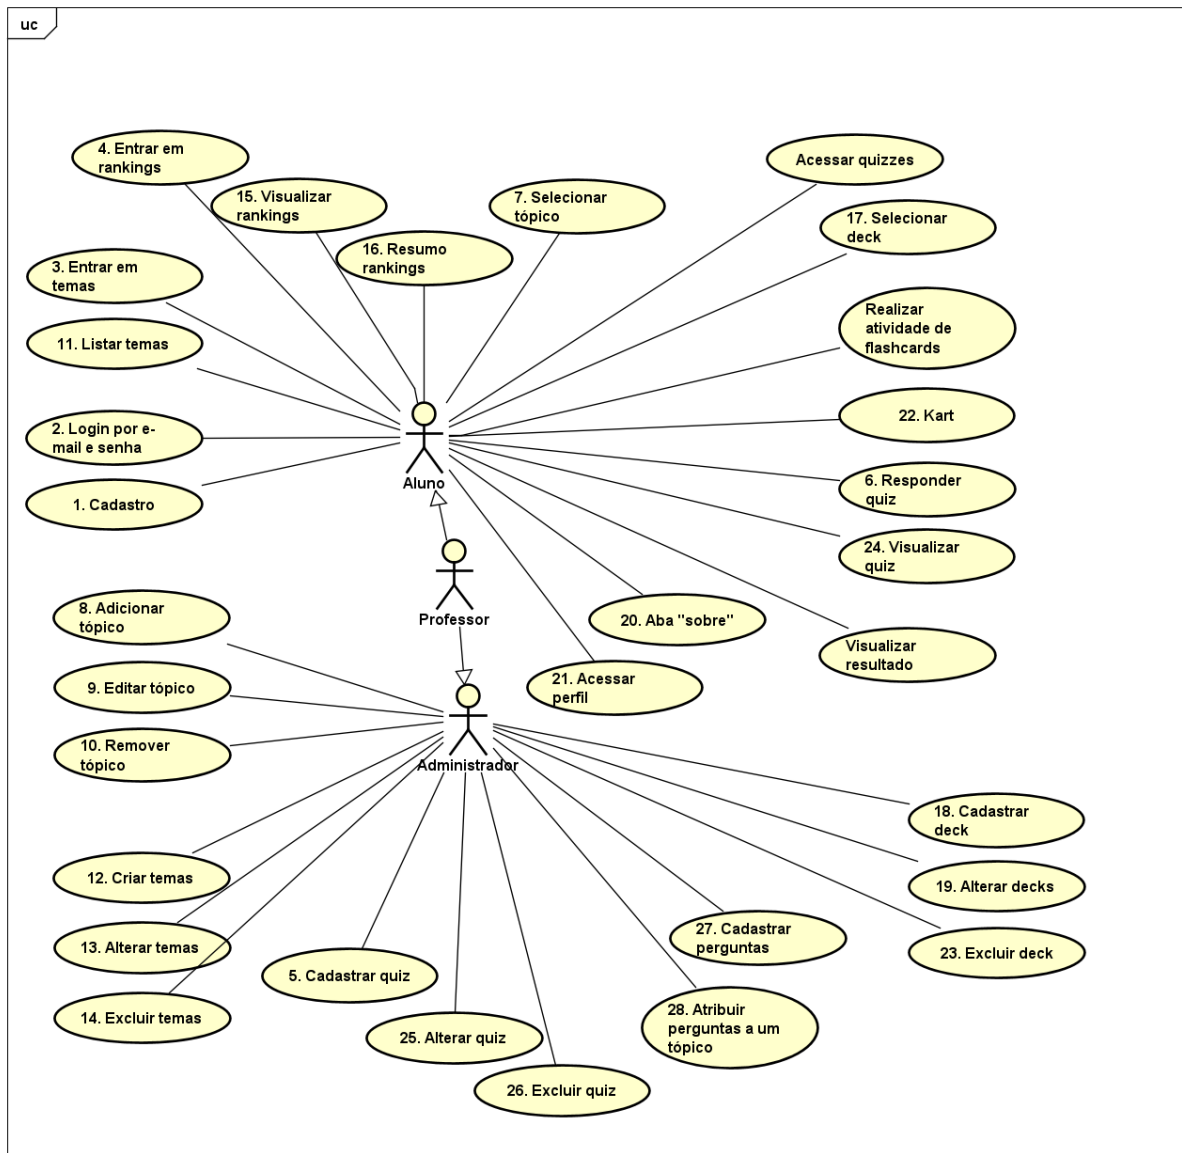 uc
4. Entrar em
rankings
15. Visualizar
rankings
16. Resumo
rankings
7. Selecionar
tópico
Acessar quizzes
17. Selecionar
deck
3. Entrar em
temas
11. Listar temas
Realizar
atividade de
flashcards
22. Kart
2. Login por e-
mail e senha
1. Cadastro
Aluno
6. Responder
quiz
24. Visualizar
quiz
Professor
8. Adicionar
tópico
20. Aba "sobre"
Visualizar
resultado
9. Editar tópico
21. Acessar
perfil
10. Remover
tópico
Administrador
18. Cadastrar
deck
12. Criar temas
19. Alterar decks
13. Alterar temas
27. Cadastrar
perguntas
23. Excluir deck
5. Cadastrar quiz
14. Excluir temas
28. Atribuir
perguntas a um
tópico
25. Alterar quiz
26. Excluir quiz